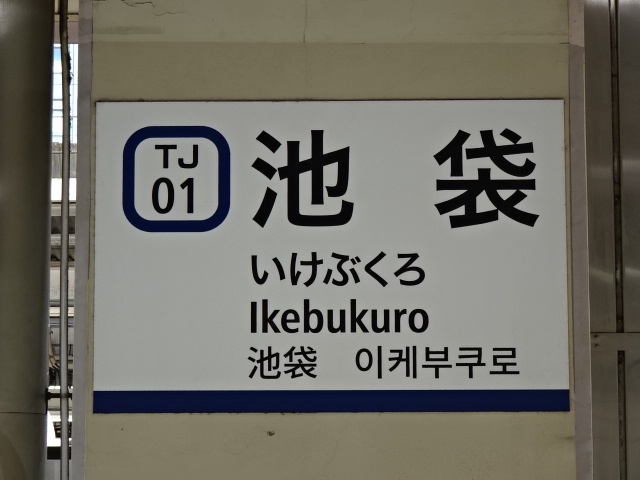 TJ
01
池袋
いけぶくろ
Ikebukuro
池袋 이케부쿠로